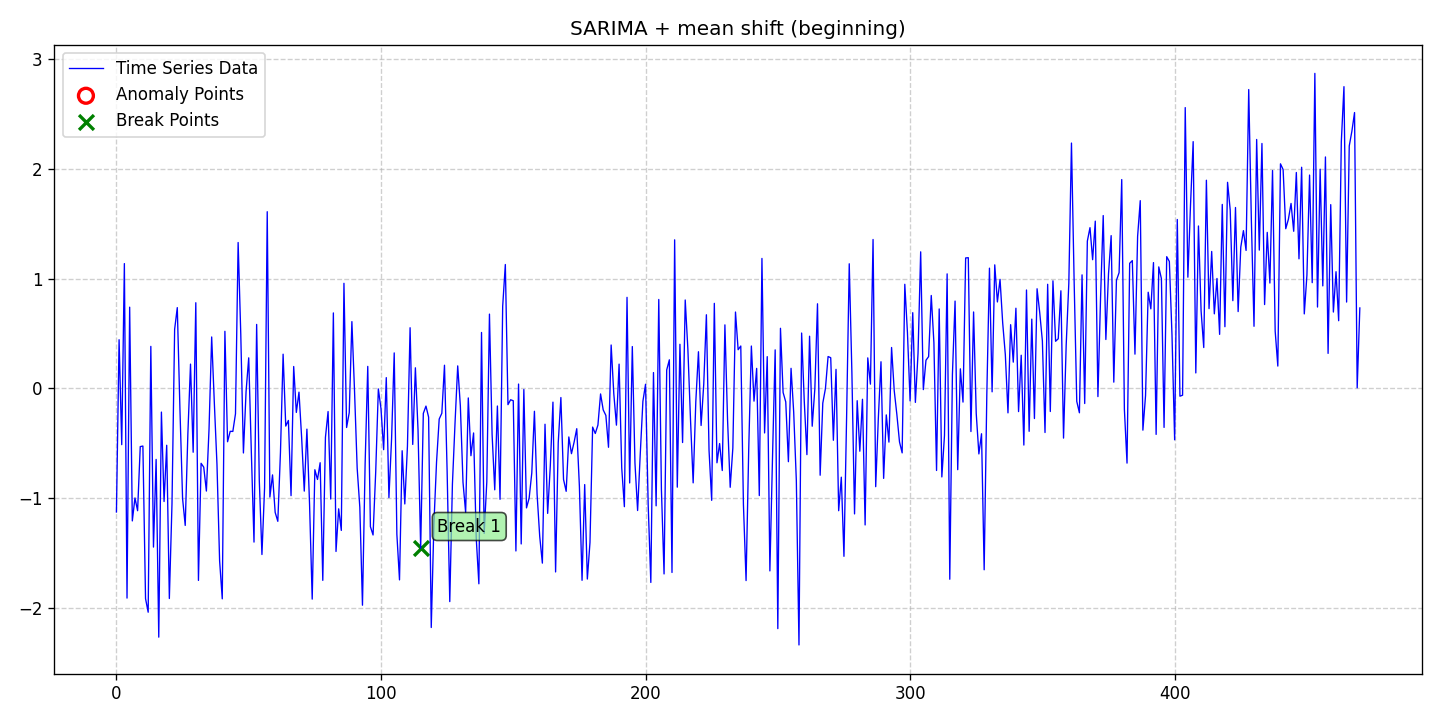 SARIMA + mean shift (beginning)
Time Series Data
Anomaly Points
Break Points
3
2
1
0
−1
−2
Break 1
0
100
200
300
400